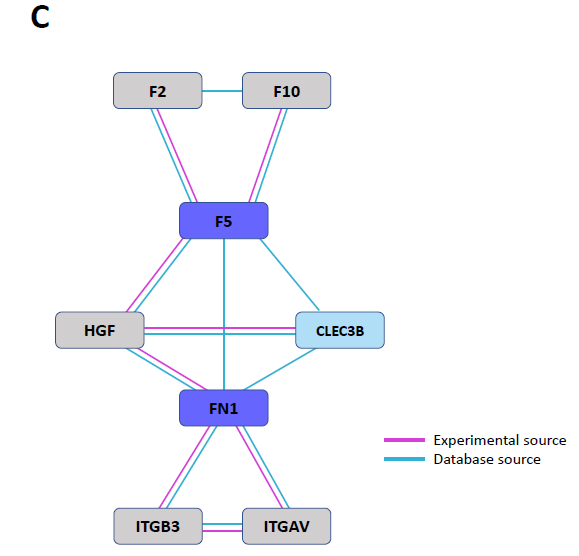 C
F2
F10
F5
HGF
CLEC3B
FN1
Experimental source
Database source
ITGB3
ITGAV